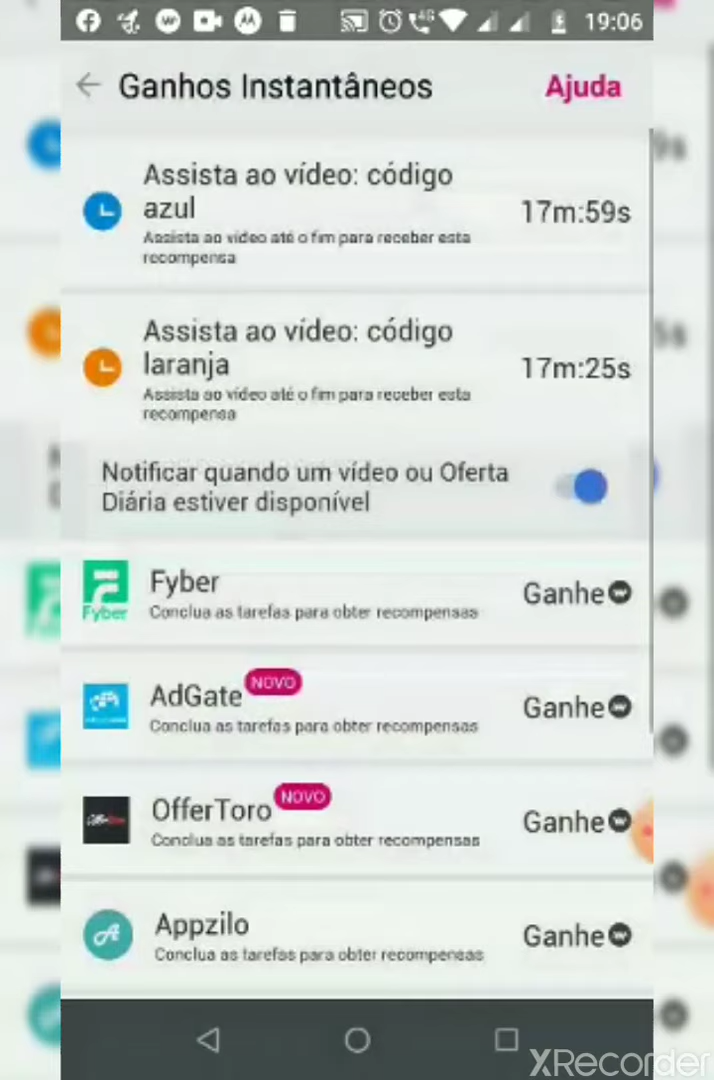 19:06
Ganhos Instantâneos
Ajuda
Assista ao vídeo: código
azul
17m:59s
Assista ao vídeo até o fim para receber esta
recompensa
Assista ao vídeo: código
laranja
17m:25s
Assista ao vídeo até o fim para receber esta
recompensa
Notificar quando um vídeo ou Oferta
Diária estiver disponível
Fyber
Fyber
Conclua as tarefas para obter recompensas
Ganhe
AdGate NOVO
Conclua as tarefas para obter recompensas
Ganhe
OfferToro NOVO
Conclua as tarefas para obter recompensas
Ganhe
Appzilo
Conclua as tarefas para obter recompensas
Ganhe
XRecorder